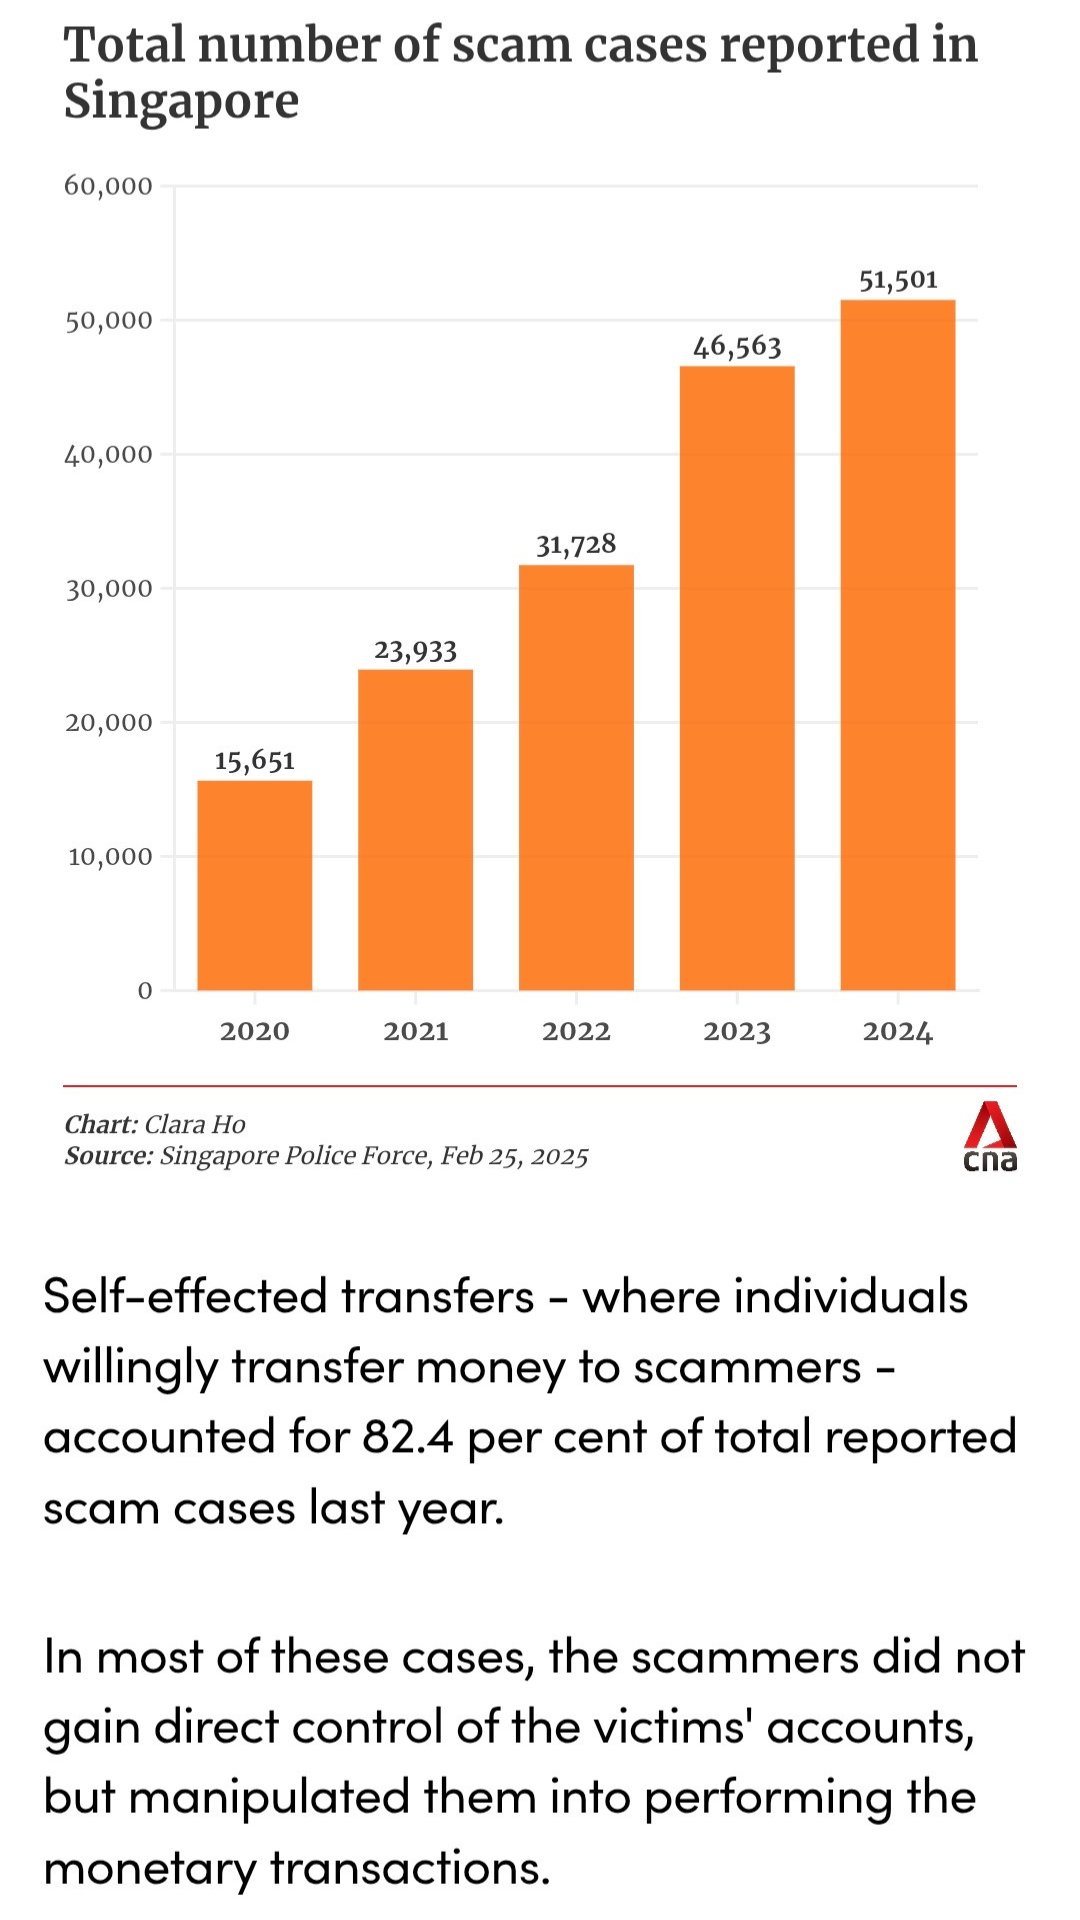 Total number of scam cases reported in
Singapore
60,000
50,000
40,000
30,000
20,000
10,000
0
15,651
23,933
31,728
46,563
51,501
2020
2021
2022
2023
2024
Chart: Clara Ho
Source: Singapore Police Force, Feb 25, 2025
cna
Self-effected transfers - where individuals
willingly transfer money to scammers -
accounted for 82.4 per cent of total reported
scam cases last year.
In most of these cases, the scammers did not
gain direct control of the victims' accounts,
but manipulated them into performing the
monetary transactions.